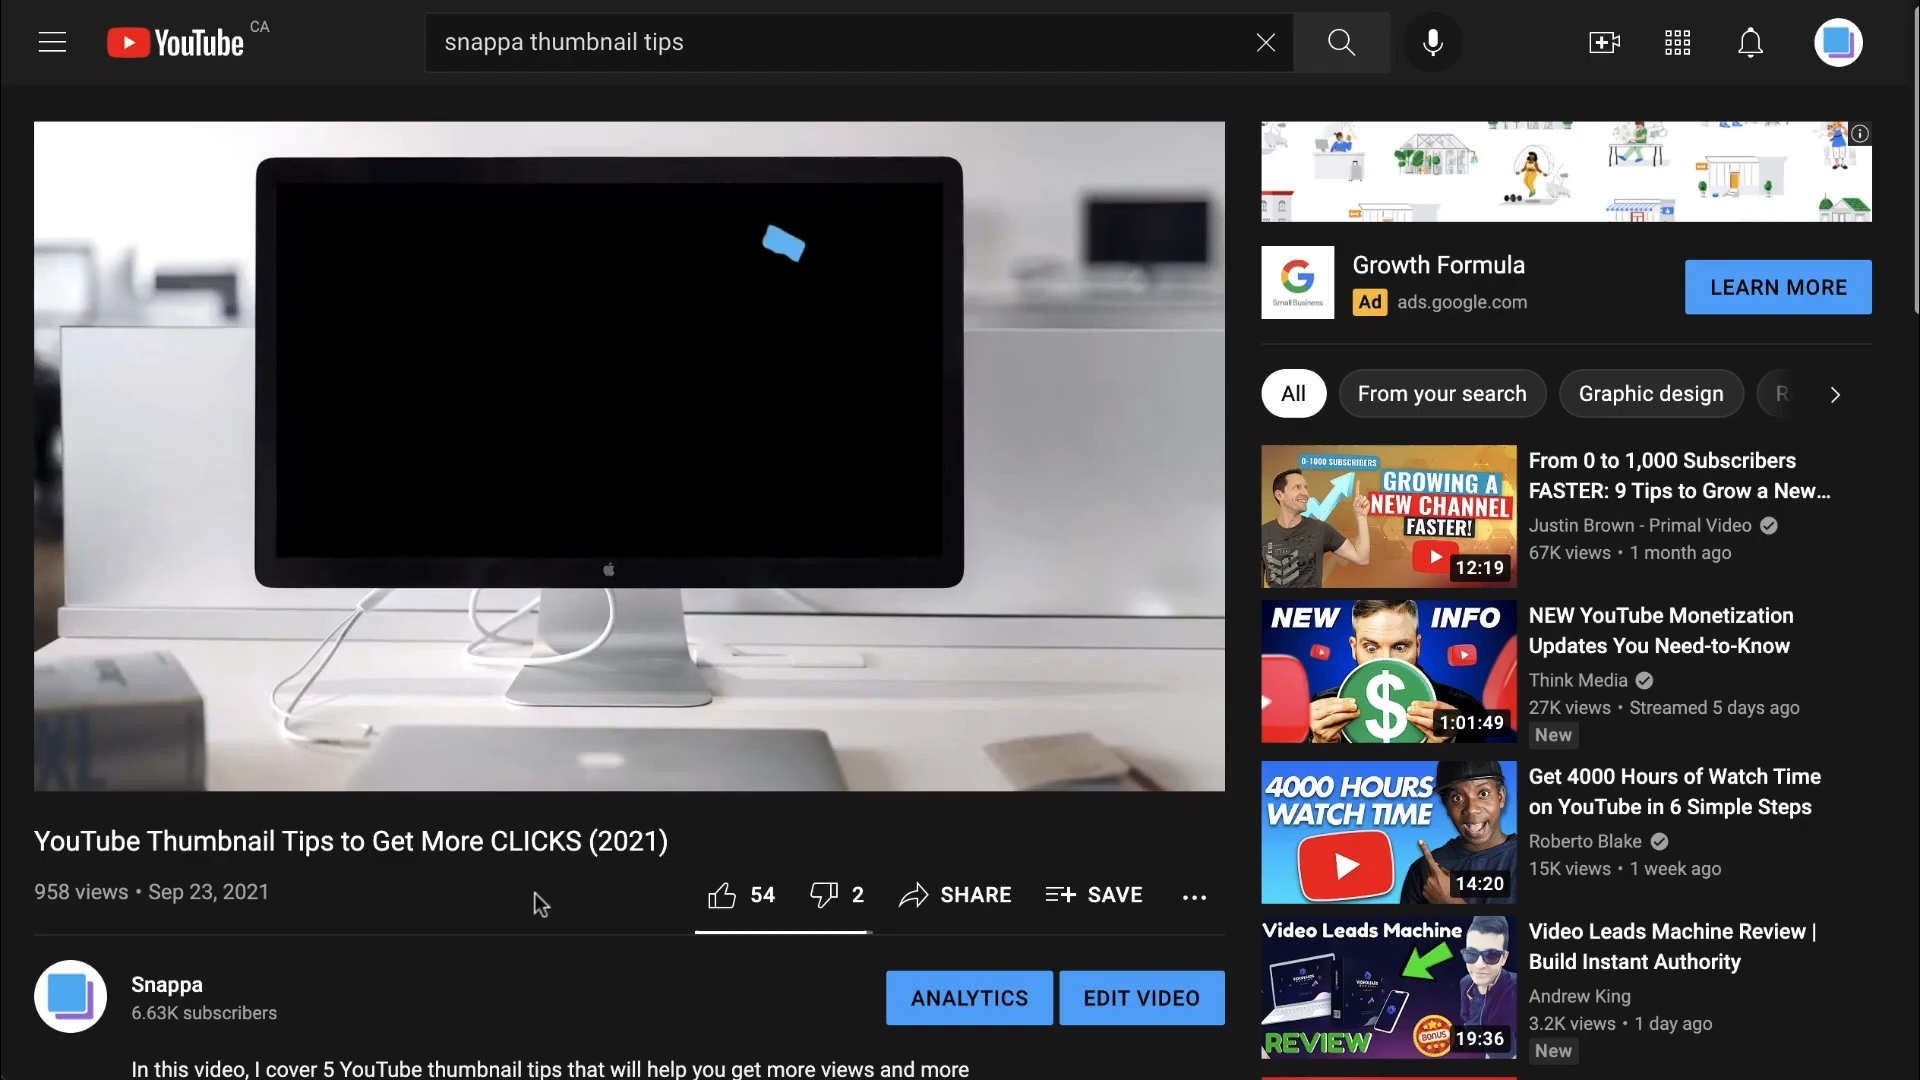 YouTube CA
snappa thumbnail tips
Small Business
Growth Formula
Ad ads.google.com
LEARN MORE
All
From your search
Graphic design
0-1000 SUBSCRIBERS
GROWING A
NEW CHANNEL
FASTER!
12:19
From 0 to 1,000 Subscribers
FASTER: 9 Tips to Grow a New...
Justin Brown - Primal Video
67K views • 1 month ago
NEW INFO
$
1:01:49
NEW YouTube Monetization
Updates You Need-to-Know
Think Media
27K views • Streamed 5 days ago
New
4000 HOURS
WATCH TIME
14:20
Get 4000 Hours of Watch Time
on YouTube in 6 Simple Steps
Roberto Blake
15K views • 1 week ago
Video Leads Machine
REVIEW
BONUS
19:36
Video Leads Machine Review |
Build Instant Authority
Andrew King
3.2K views • 1 day ago
New
YouTube Thumbnail Tips to Get More CLICKS (2021)
958 views • Sep 23, 2021
54
2
SHARE
SAVE
Snappa
6.63K subscribers
ANALYTICS
EDIT VIDEO
In this video, I cover 5 YouTube thumbnail tips that will help you get more views and more